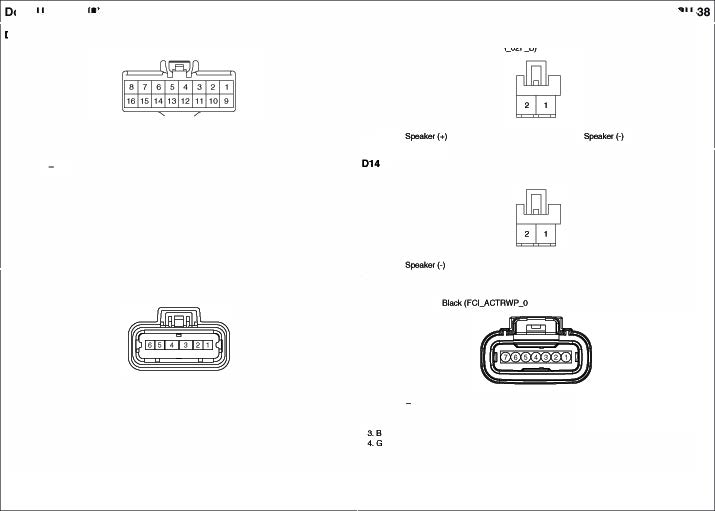 38
8 7 6 5 4 3 2 1
16 15 14 13 12 11 10 9
2 1
Speaker (+) Speaker (-)
D14
2 1
Speaker (-)
Black (FCI_ACTRWP_0
6 5 4 3 2 1
7 6 5 4 3 2 1
3. B
4. G